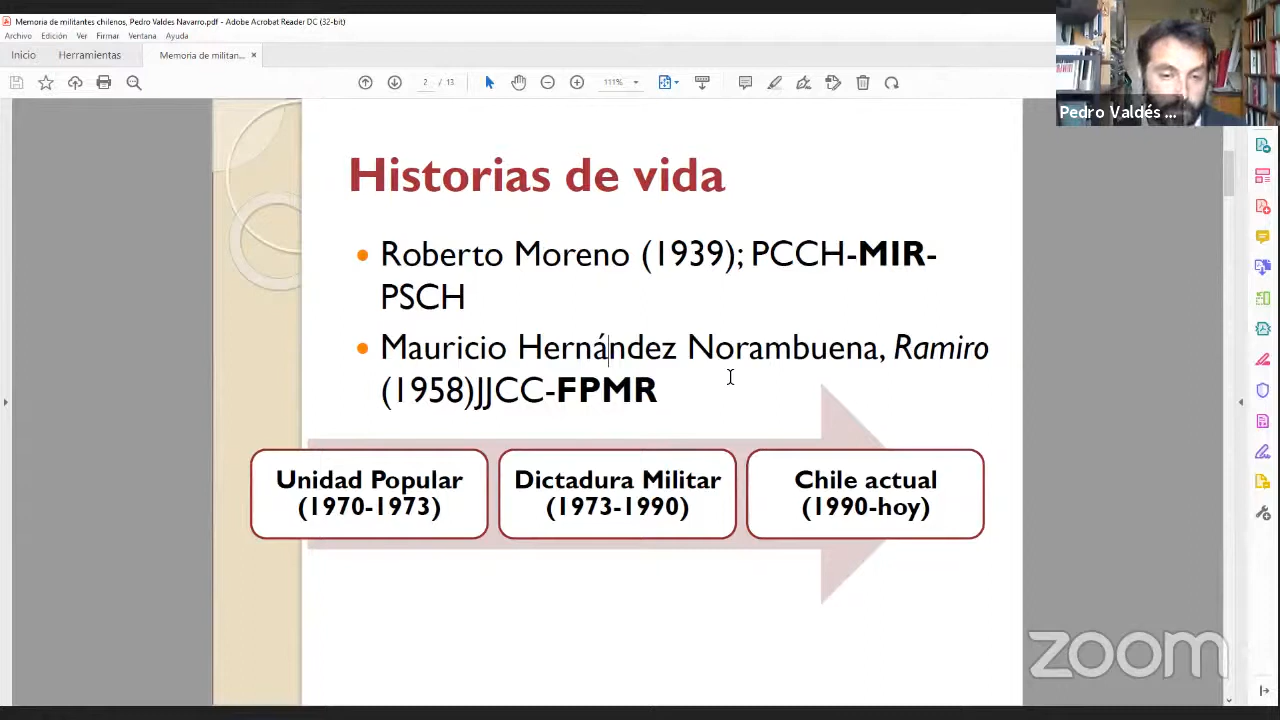 Memoria de militantes chilenos, Pedro Valdes Navarro.pdf - Adobe Acrobat Reader DC (32-bit)
Archivo Edición Ver Firmar Ventana Ayuda
Inicio Herramientas Memoria de militan... ×
2 / 13 111%
Pedro Valdés ...
Historias de vida
• Roberto Moreno (1939); PCCH-MIR-
PSCH
• Mauricio Hernández Norambuena, Ramiro
(1958)JJCC-FPMR
Unidad Popular
(1970-1973)
Dictadura Militar
(1973-1990)
Chile actual
(1990-hoy)
zoom